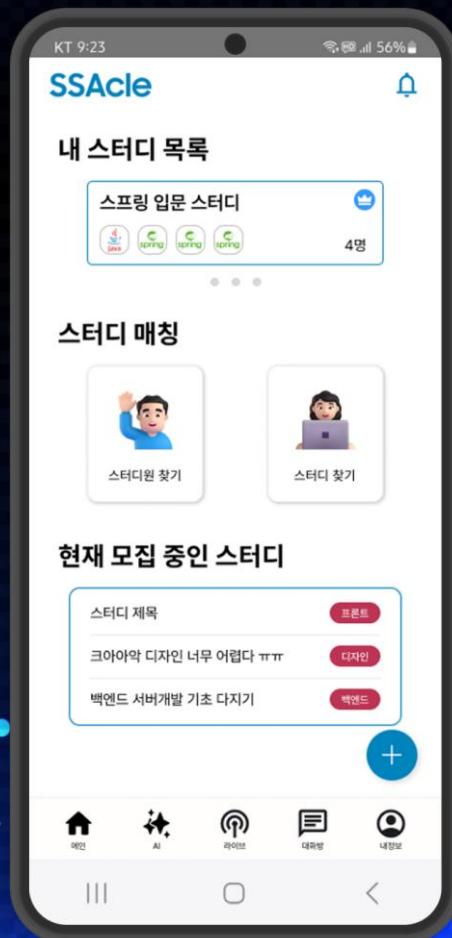 KT 9:23
56%
SSAcle
내 스터디 목록
스프링 입문 스터디
java spring spring spring
4명
스터디 매칭
스터디원 찾기
스터디 찾기
현재 모집 중인 스터디
스터디 제목 프론트
크아아악 디자인 너무 어렵다 ㅠㅠ 디자인
백엔드 서버개발 기초 다지기 백엔드
메인 AI 라이브 대화방 내정보